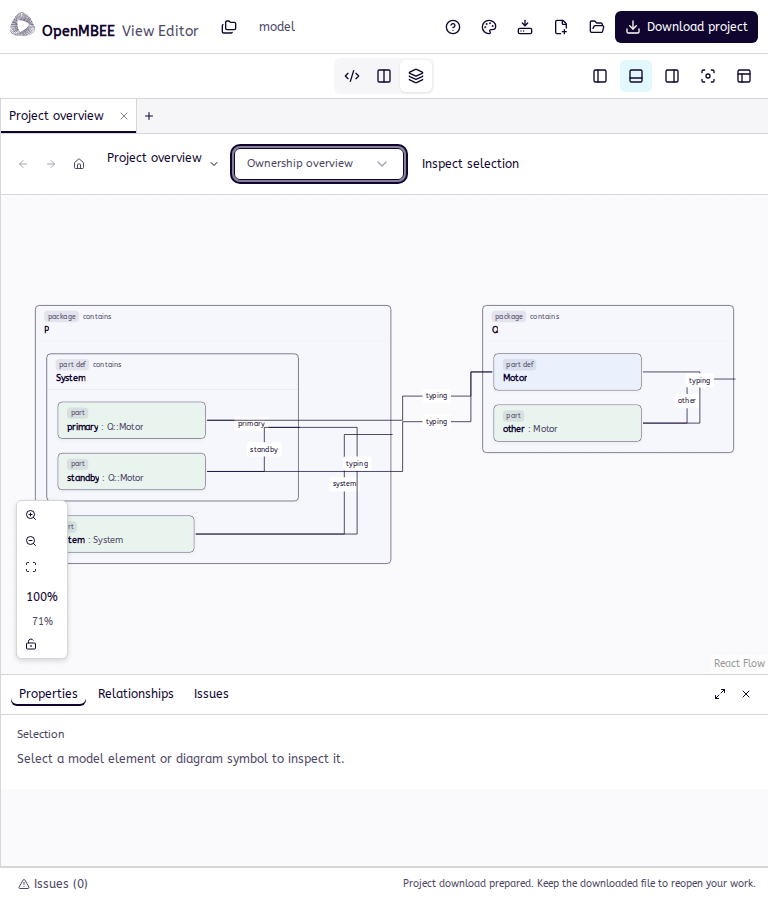 OpenMBEE View Editor
model
Download project
Project overview
Project overview
Ownership overview
Inspect selection
package contains
P
part def contains
System
part
primary : Q::Motor
part
standby : Q::Motor
rt
tem : System
primary
standby
typing
system
typing
typing
package contains
Q
part def
Motor
part
other : Motor
typing
other
100%
71%
React Flow
Properties
Relationships
Issues
Selection
Select a model element or diagram symbol to inspect it.
Issues (0)
Project download prepared. Keep the downloaded file to reopen your work.